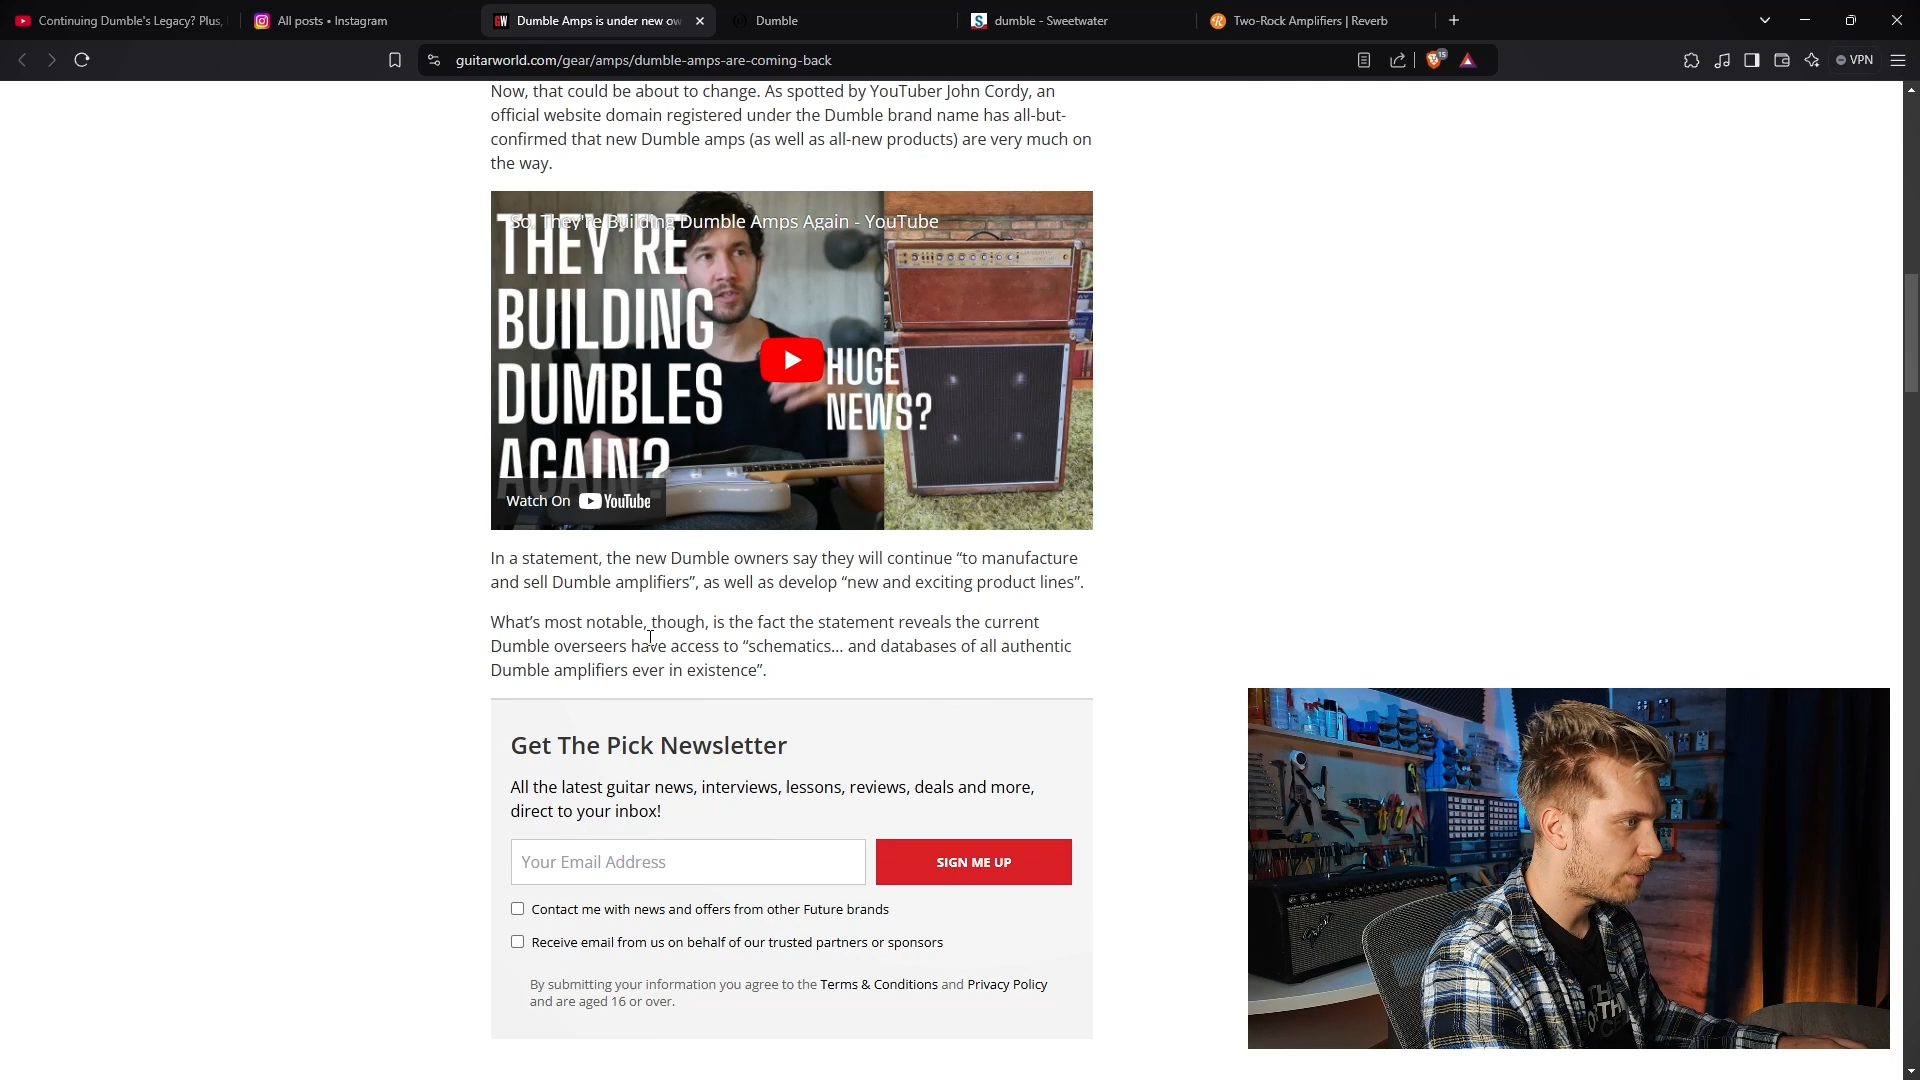 Continuing Dumble's Legacy? Plus,
All posts • Instagram
Dumble Amps is under new ow
Dumble
dumble - Sweetwater
Two-Rock Amplifiers | Reverb
guitarworld.com/gear/amps/dumble-amps-are-coming-back
15
VPN
Now, that could be about to change. As spotted by YouTuber John Cordy, an
official website domain registered under the Dumble brand name has all-but-
confirmed that new Dumble amps (as well as all-new products) are very much on
the way.
So, They're Building Dumble Amps Again - YouTube
THEY'RE
BUILDING
DUMBLES
AGAIN?
HUGE
NEWS?
Watch On YouTube
In a statement, the new Dumble owners say they will continue “to manufacture
and sell Dumble amplifiers”, as well as develop “new and exciting product lines”.
What’s most notable, though, is the fact the statement reveals the current
Dumble overseers have access to “schematics... and databases of all authentic
Dumble amplifiers ever in existence”.
Get The Pick Newsletter
All the latest guitar news, interviews, lessons, reviews, deals and more,
direct to your inbox!
Your Email Address
SIGN ME UP
Contact me with news and offers from other Future brands
Receive email from us on behalf of our trusted partners or sponsors
By submitting your information you agree to the Terms & Conditions and Privacy Policy
and are aged 16 or over.